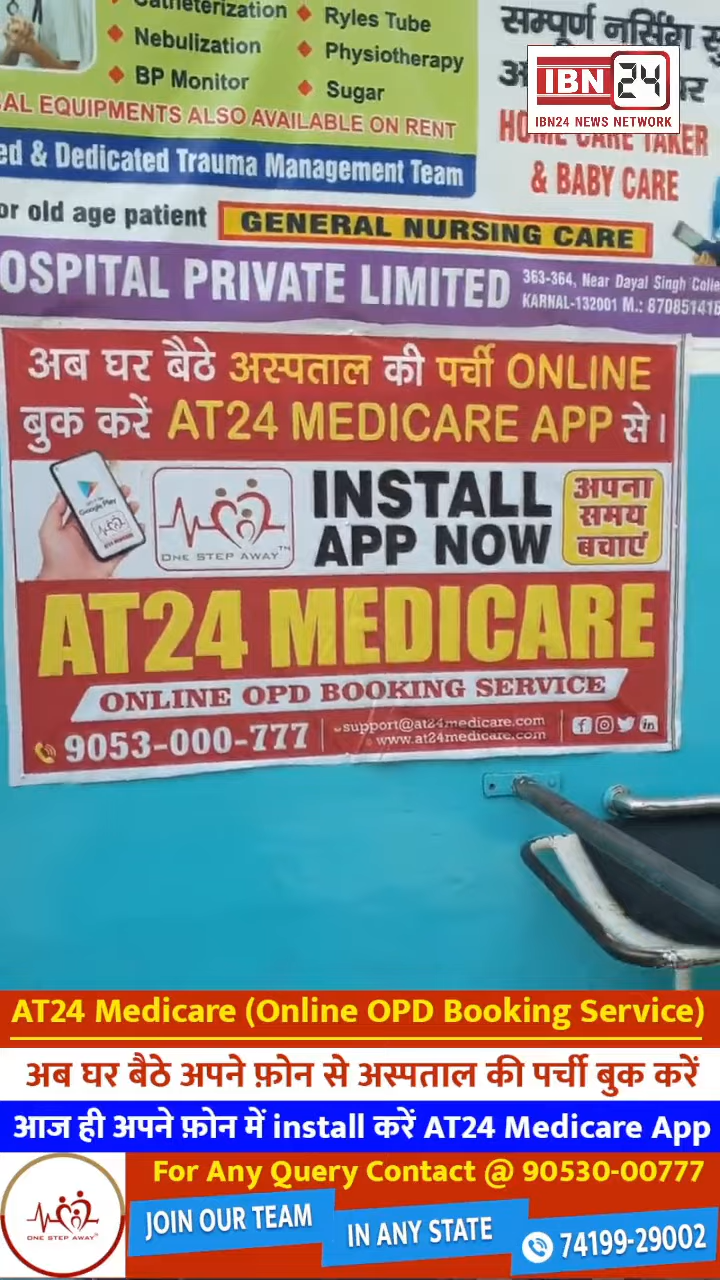 Catheterization
Nebulization
BP Monitor
Ryles Tube
Physiotherapy
Sugar
AL EQUIPMENTS ALSO AVAILABLE ON RENT
ed & Dedicated Trauma Management Team
or old age patient
GENERAL NURSING CARE
सम्पूर्ण नर्सिंग
IBN24
IBN24 NEWS NETWORK
HOME CARE TAKER
& BABY CARE
OSPITAL PRIVATE LIMITED
363-364, Near Dayal Singh Colle
KARNAL-132001 M.: 87085141
अब घर बैठे अस्पताल की पर्ची ONLINE
बुक करें AT24 MEDICARE APP से।
Google Play
ONE STEP AWAY™
INSTALL
APP NOW
अपना
समय
बचाएं
AT24 MEDICARE
ONLINE OPD BOOKING SERVICE
9053-000-777
support@at24medicare.com
www.at24medicare.com
AT24 Medicare (Online OPD Booking Service)
अब घर बैठे अपने फ़ोन से अस्पताल की पर्ची बुक करें
आज ही अपने फ़ोन में install करें AT24 Medicare App
For Any Query Contact @ 90530-00777
ONE STEP AWAY™
JOIN OUR TEAM
IN ANY STATE
74199-29002